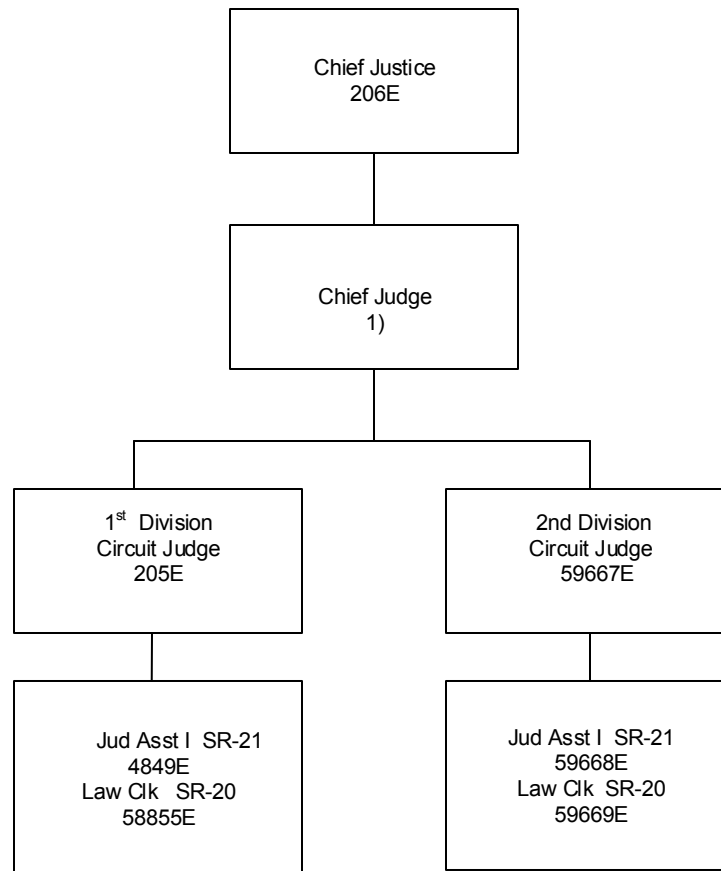 Chief Justice
206E
Chief Judge
1)
1st Division
Circuit Judge
205E
2nd Division
Circuit Judge
59667E
Jud Asst I SR-21
4849E
Law Clk SR-20
58855E
Jud Asst I SR-21
59668E
Law Clk SR-20
59669E